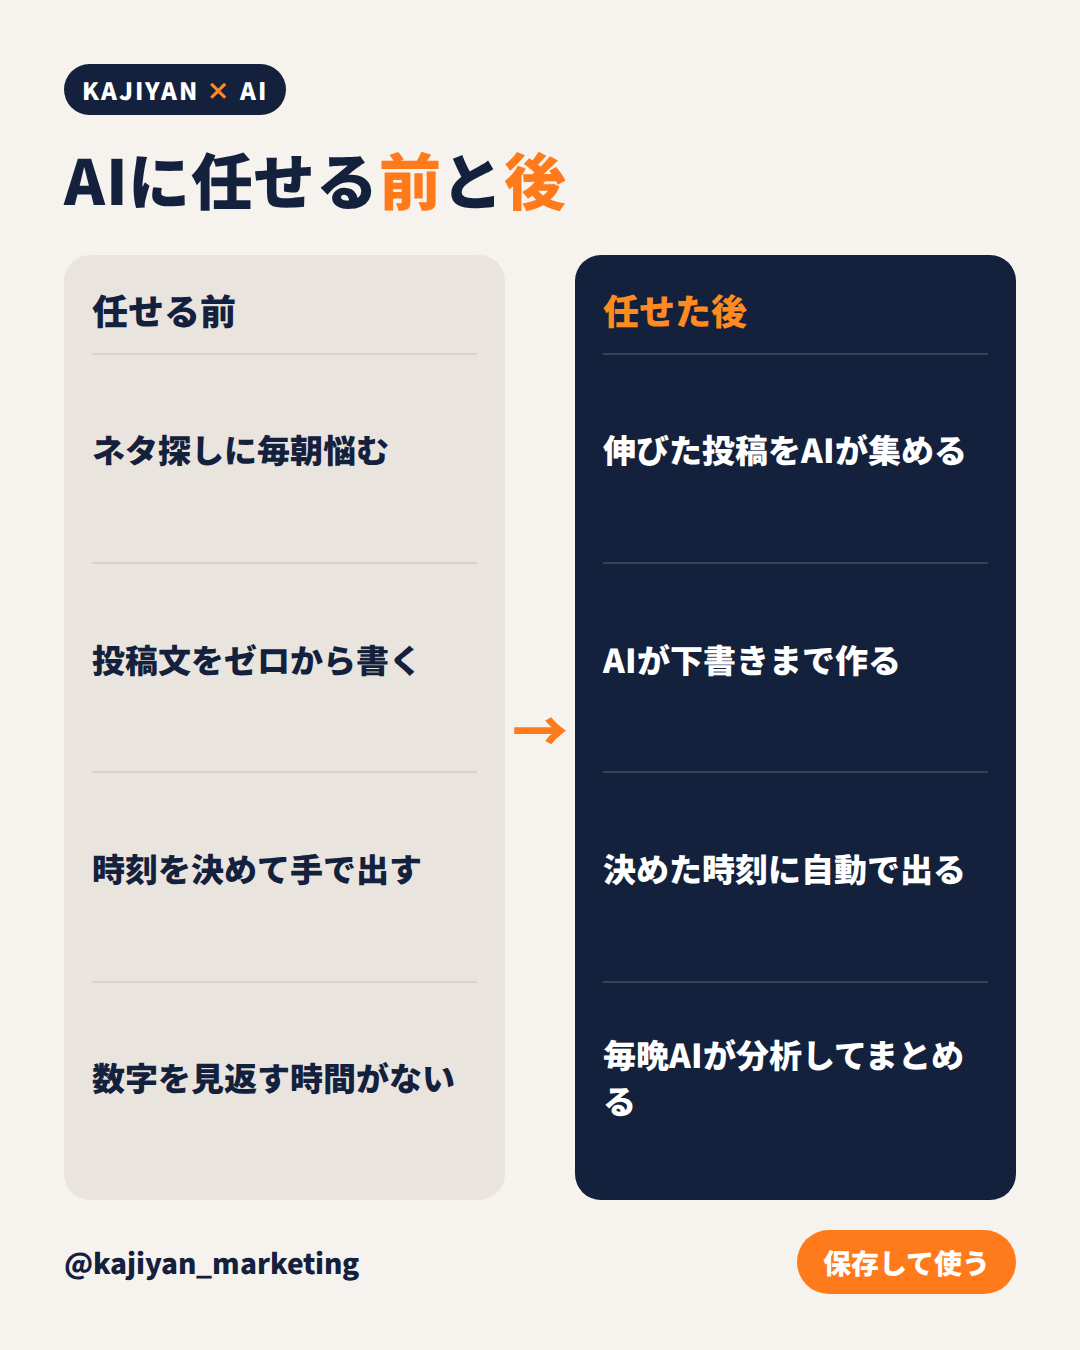 KAJIYAN × AI
AIに任せる前と後
任せる前
ネタ探しに毎朝悩む
投稿文をゼロから書く
時刻を決めて手で出す
数字を見返す時間がない
→
任せた後
伸びた投稿をAIが集める
AIが下書きまで作る
決めた時刻に自動で出る
毎晩AIが分析してまとめ
る
@kajiyan_marketing
保存して使う